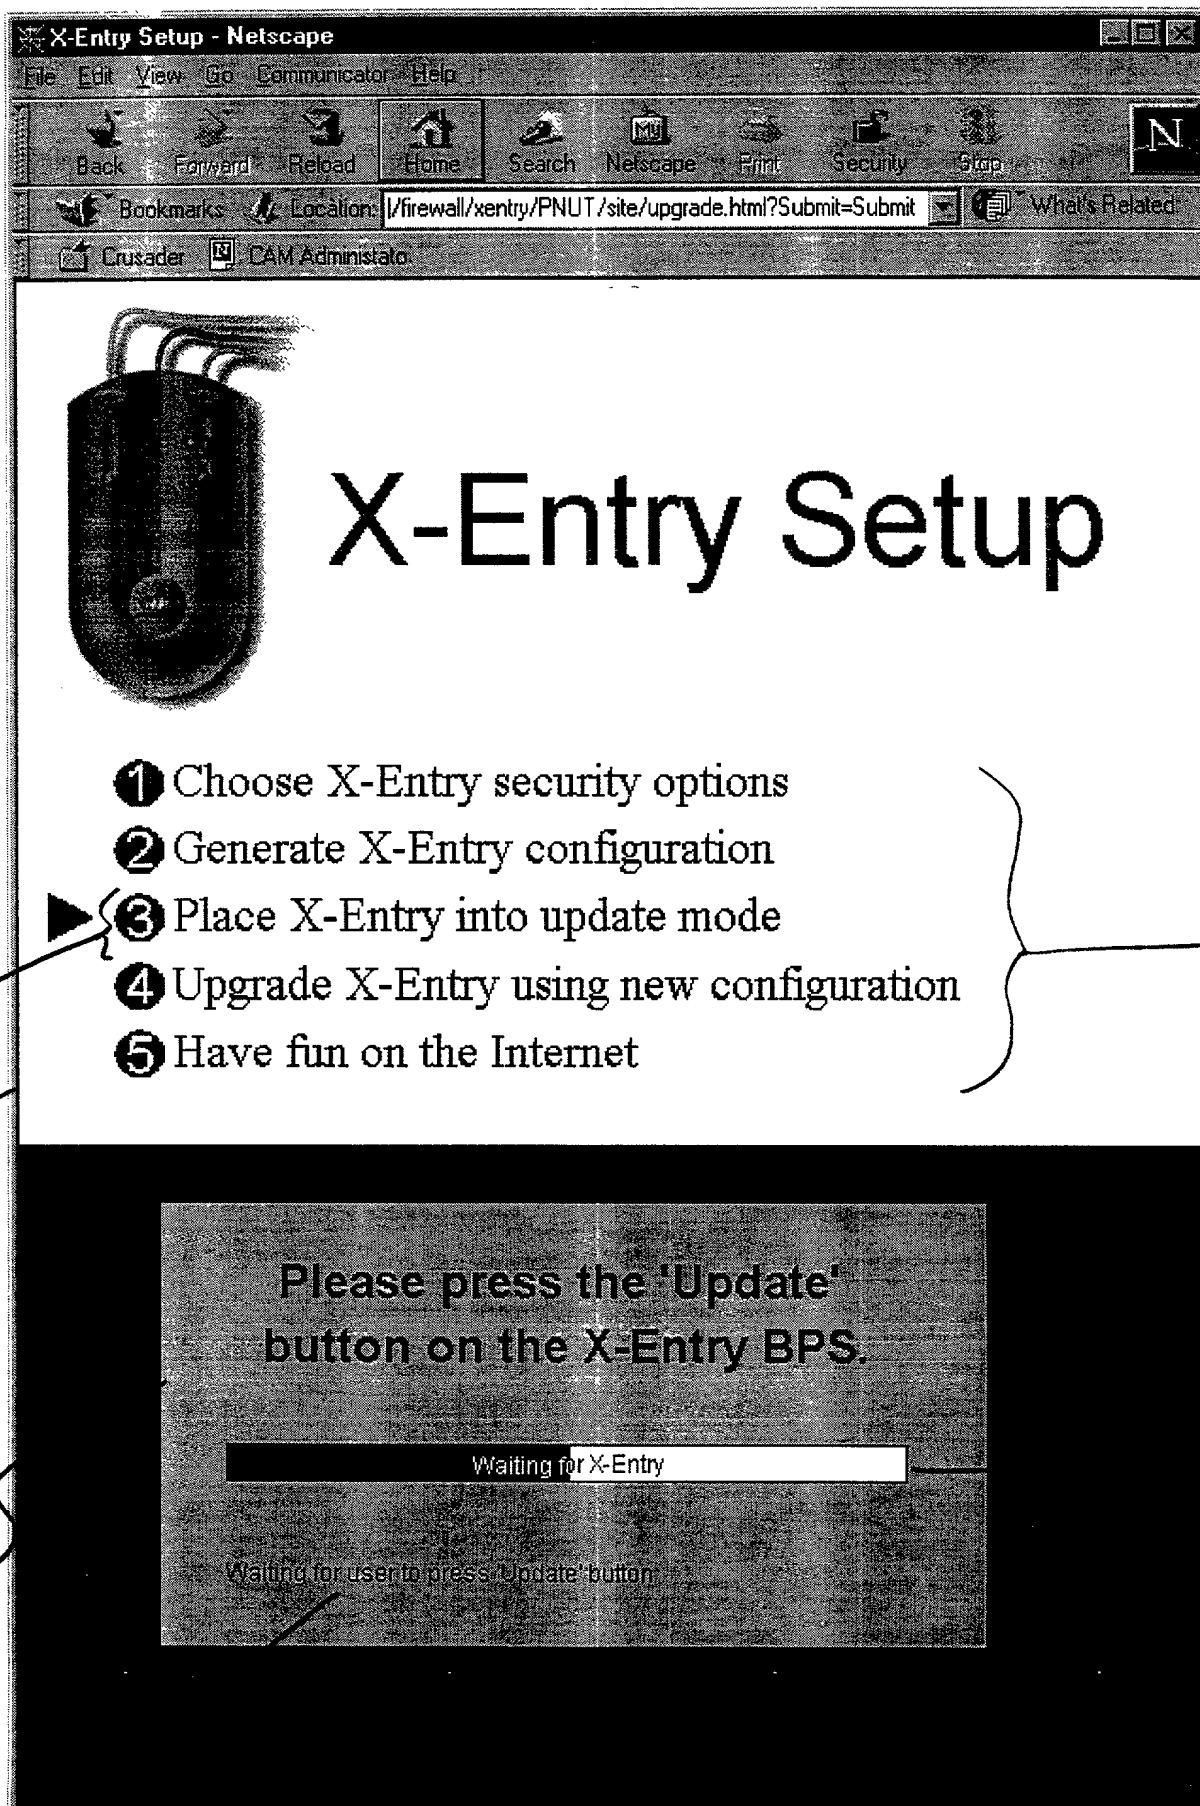 X-Entry Setup - Netscape
File Edit View Go Communicator Help
Back Forward Reload Home Search Netscape Print Security Stop
My
N
Bookmarks Location: l/firewall/xentry/PNUT/site/upgrade.html?Submit=Submit What's Related
Crusader CAM Administrato
X-Entry Setup
1 Choose X-Entry security options
2 Generate X-Entry configuration
3 Place X-Entry into update mode
4 Upgrade X-Entry using new configuration
5 Have fun on the Internet
Please press the 'Update'
button on the X-Entry BPS.
Waiting for X-Entry
Waiting for user to press 'Update' button